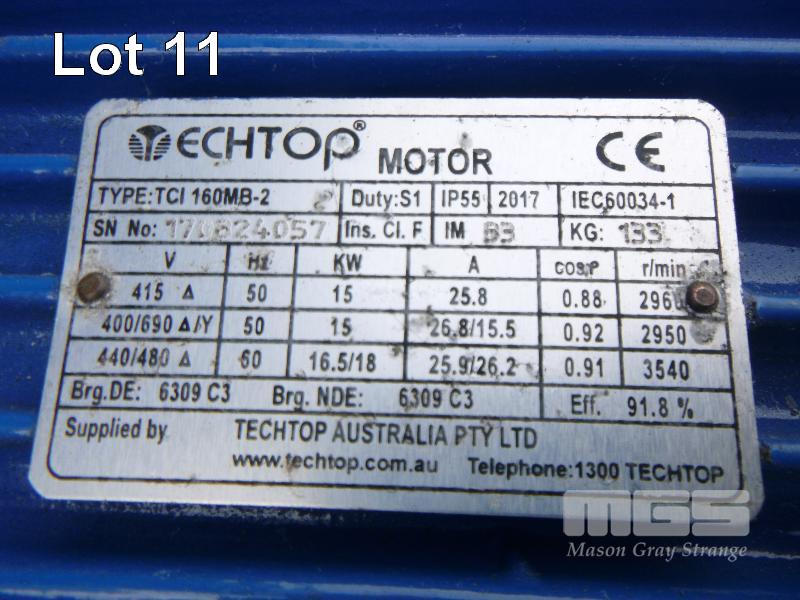 Lot 11
TECHTOP® MOTOR CE
TYPE:TCI 160MB-2 2 Duty:S1 IP55 2017 IEC60034-1
SN No: 170624057 Ins. Cl. F IM B3 KG: 133
V Hz KW A COSφ r/min
415 Δ 50 15 25.8 0.88 2960
400/690 Δ/Y 50 15 26.8/15.5 0.92 2950
440/480 Δ 60 16.5/18 25.9/26.2 0.91 3540
Brg.DE: 6309 C3 Brg. NDE: 6309 C3 Eff. 91.8 %
Supplied by TECHTOP AUSTRALIA PTY LTD
www.techtop.com.au Telephone:1300 TECHTOP
MGS
Mason Gray Strange